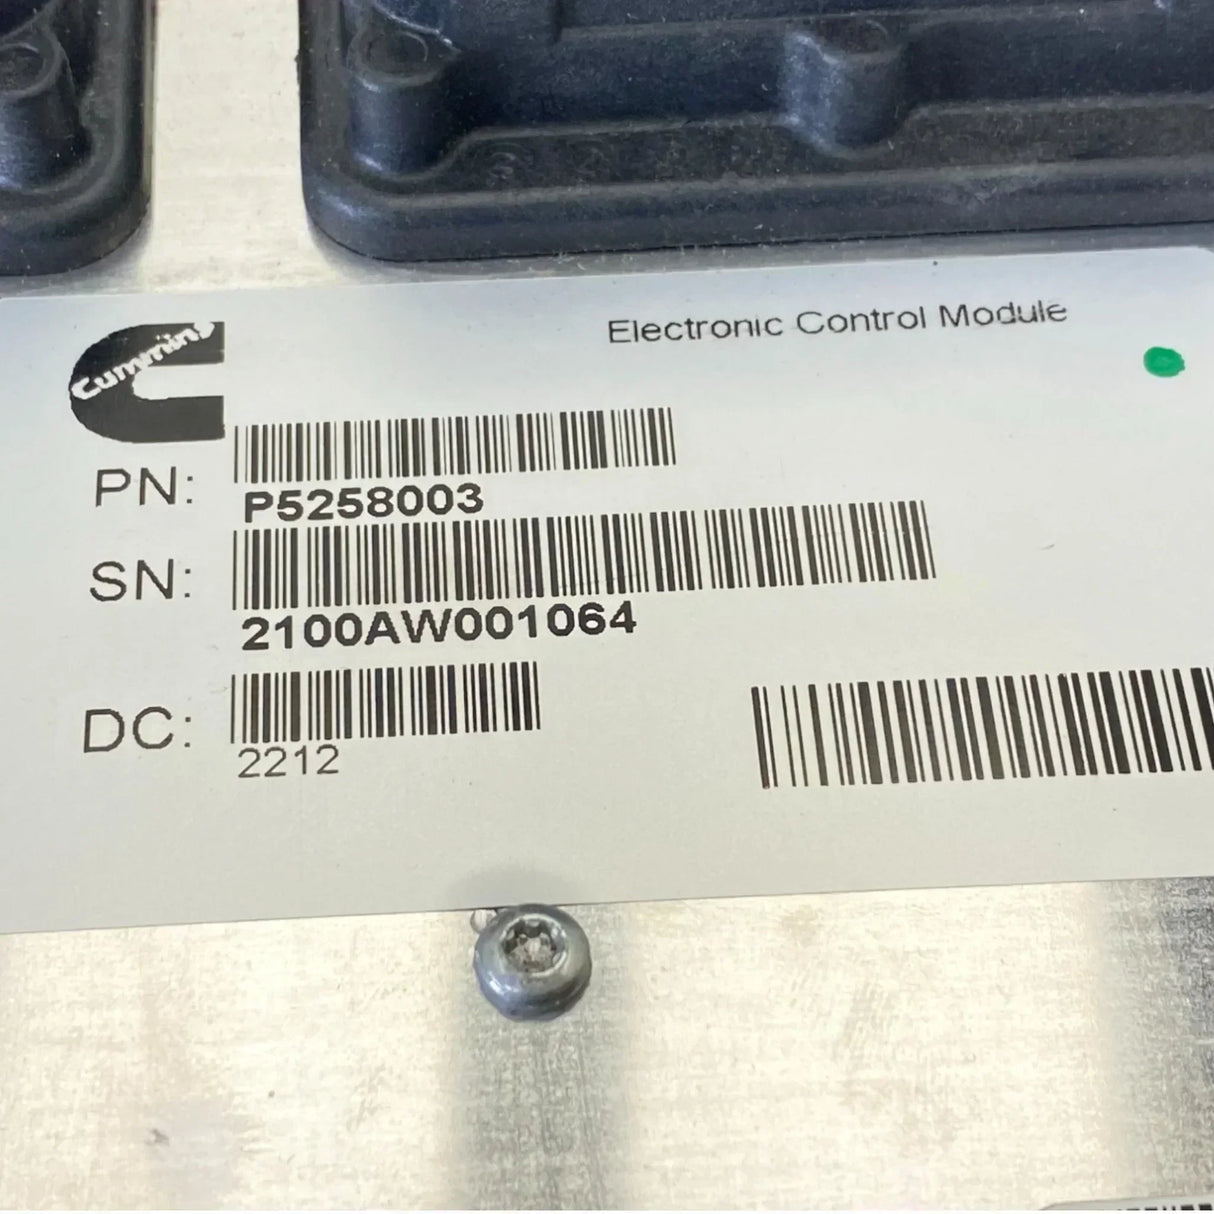 Electronic Control Module
Cummins
PN:
P5258003
SN:
2100AW001064
DC:
2212